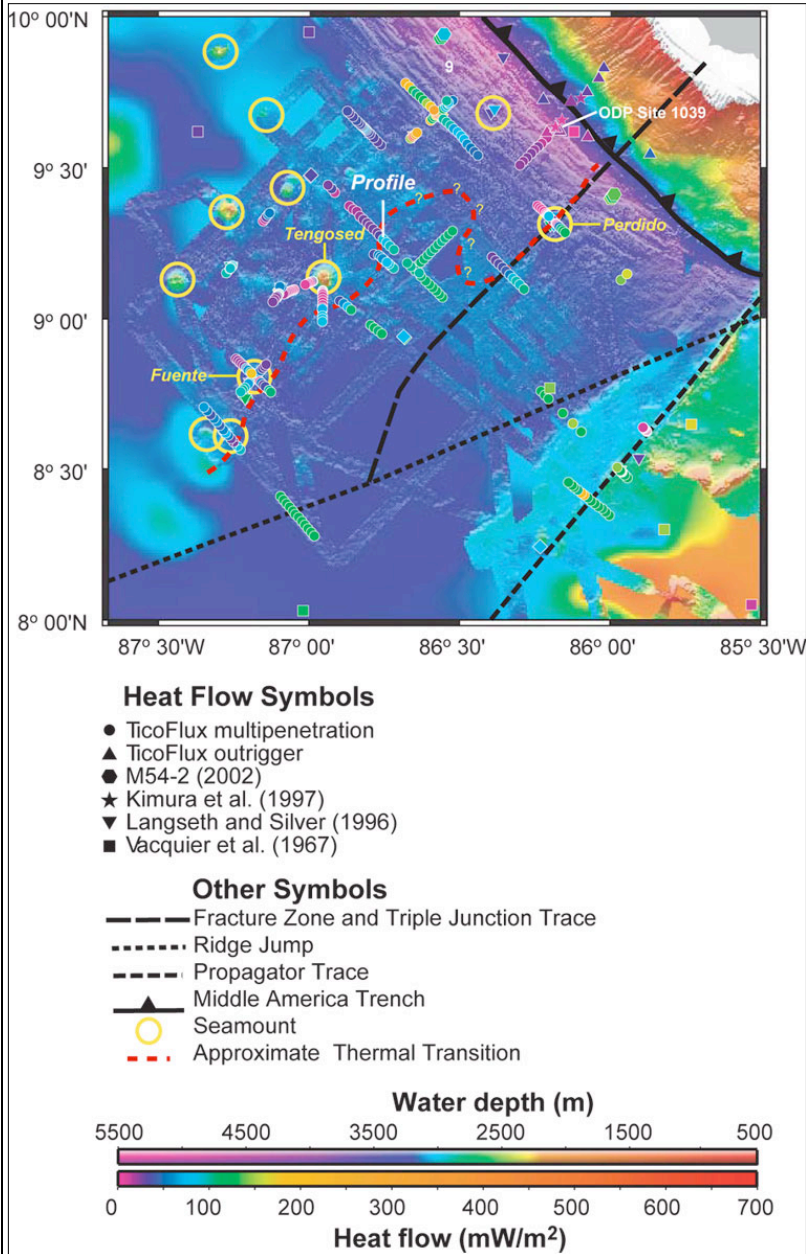 10° 00'N
9
ODP Site 1039
9° 30'
Profile
?
?
?
Tengosed
Perdido
?
?
9° 00'
Fuente
8° 30'
8° 00'N
87° 30'W 87° 00' 86° 30' 86° 00' 85° 30'W
Heat Flow Symbols
TicoFlux multipenetration
TicoFlux outrigger
M54-2 (2002)
Kimura et al. (1997)
Langseth and Silver (1996)
Vacquier et al. (1967)
Other Symbols
Fracture Zone and Triple Junction Trace
Ridge Jump
Propagator Trace
Middle America Trench
Seamount
Approximate Thermal Transition
Water depth (m)
5500 4500 3500 2500 1500 500
0 100 200 300 400 500 600 700
Heat flow (mW/m²)